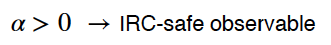 α > 0 → IRC-safe observable